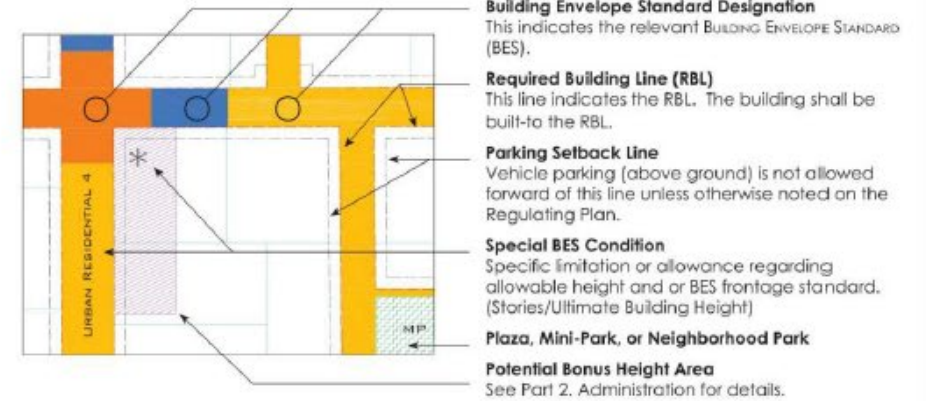 Building Envelope Standard Designation
This indicates the relevant BUILDING ENVELOPE STANDARD
(BES).
Required Building Line (RBL)
This line indicates the RBL. The building shall be
built-to the RBL.
Parking Setback Line
Vehicle parking (above ground) is not allowed
forward of this line unless otherwise noted on the
Regulating Plan.
Special BES Condition
Specific limitation or allowance regarding
allowable height and or BES frontage standard.
(Stories/Ultimate Building Height)
Plaza, Mini-Park, or Neighborhood Park
Potential Bonus Height Area
See Part 2. Administration for details.
*
URBAN RESIDENTIAL 4
MP